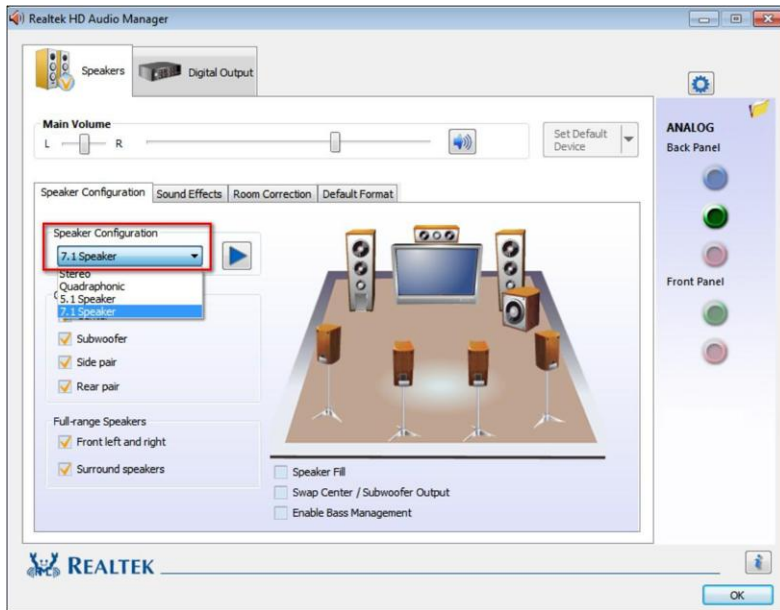 Realtek HD Audio Manager
Speakers
Digital Output
Main Volume
L R
Set Default
Device
Speaker Configuration
Sound Effects
Room Correction
Default Format
Speaker Configuration
7.1 Speaker
Stereo
Quadraphonic
5.1 Speaker
7.1 Speaker
Subwoofer
Side pair
Rear pair
Full-range Speakers
Front left and right
Surround speakers
Speaker Fill
Swap Center / Subwoofer Output
Enable Bass Management
ANALOG
Back Panel
Front Panel
REALTEK
OK